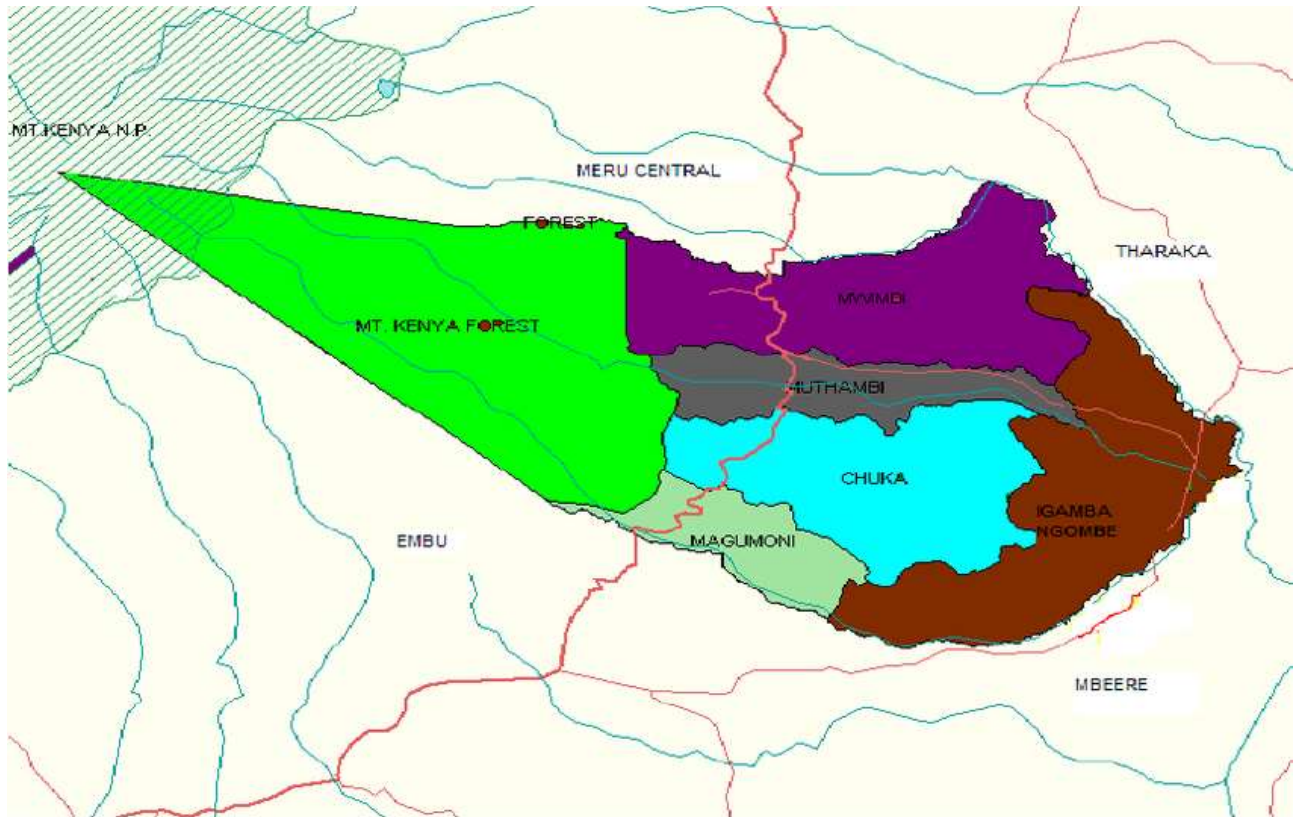 MT.KENYA N.P.
MERU CENTRAL
FOREST
THARAKA
MWIMBI
MT. KENYA FOREST
MUTHAMBI
CHUKA
IGAMBA
NGOMBE
EMBU
MAGUMONI
MBEERE